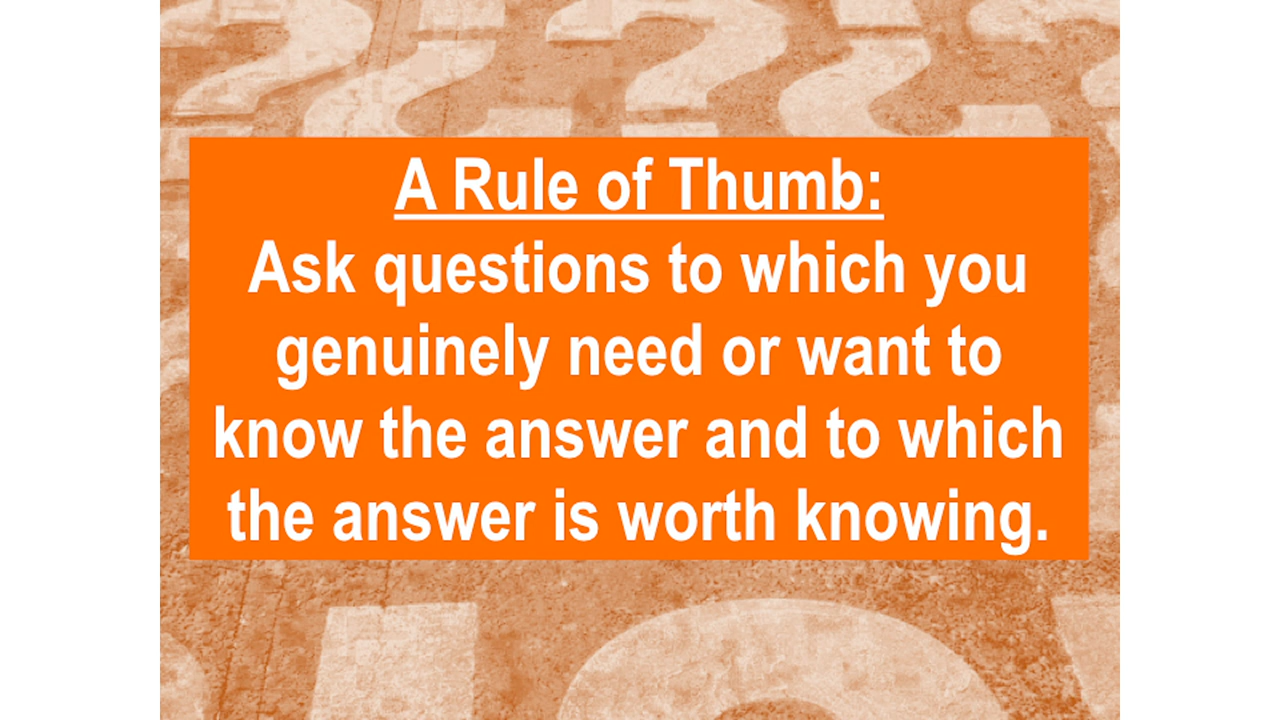 A Rule of Thumb:
Ask questions to which you
genuinely need or want to
know the answer and to which
the answer is worth knowing.